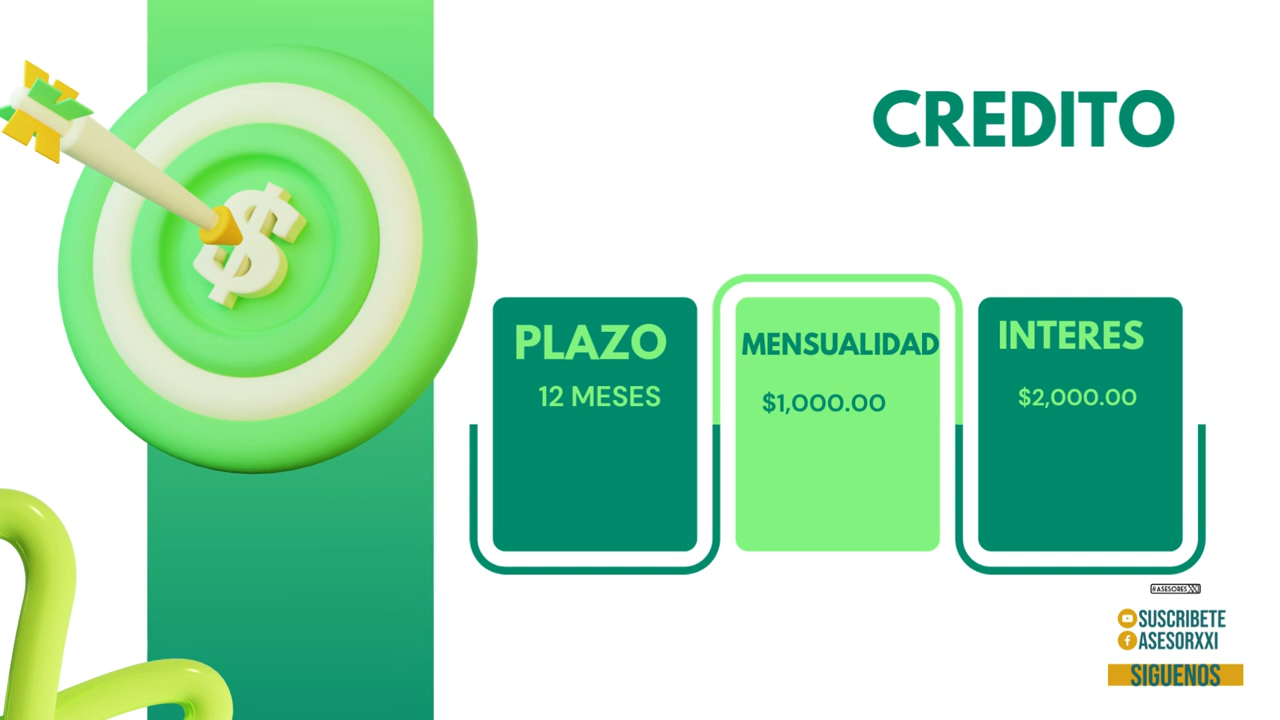 CREDITO
PLAZO
12 MESES
MENSUALIDAD
$1,000.00
INTERES
$2,000.00
#ASESORES XXI
SUSCRIBETE
ASESORXXI
SIGUENOS